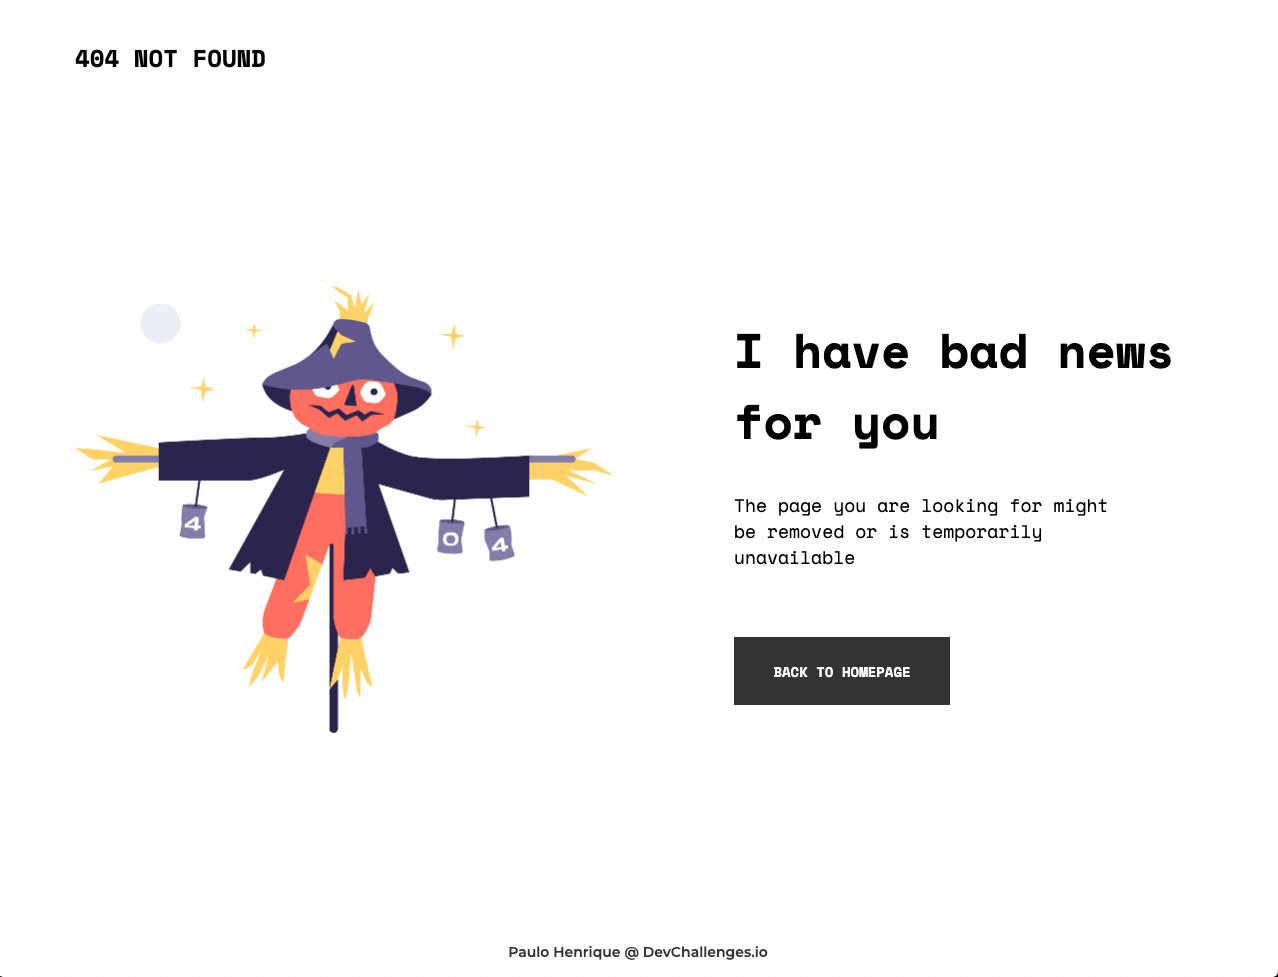 404 NOT FOUND
4
0
4
I have bad news
for you
The page you are looking for might
be removed or is temporarily
unavailable
BACK TO HOMEPAGE
Paulo Henrique @ DevChallenges.io